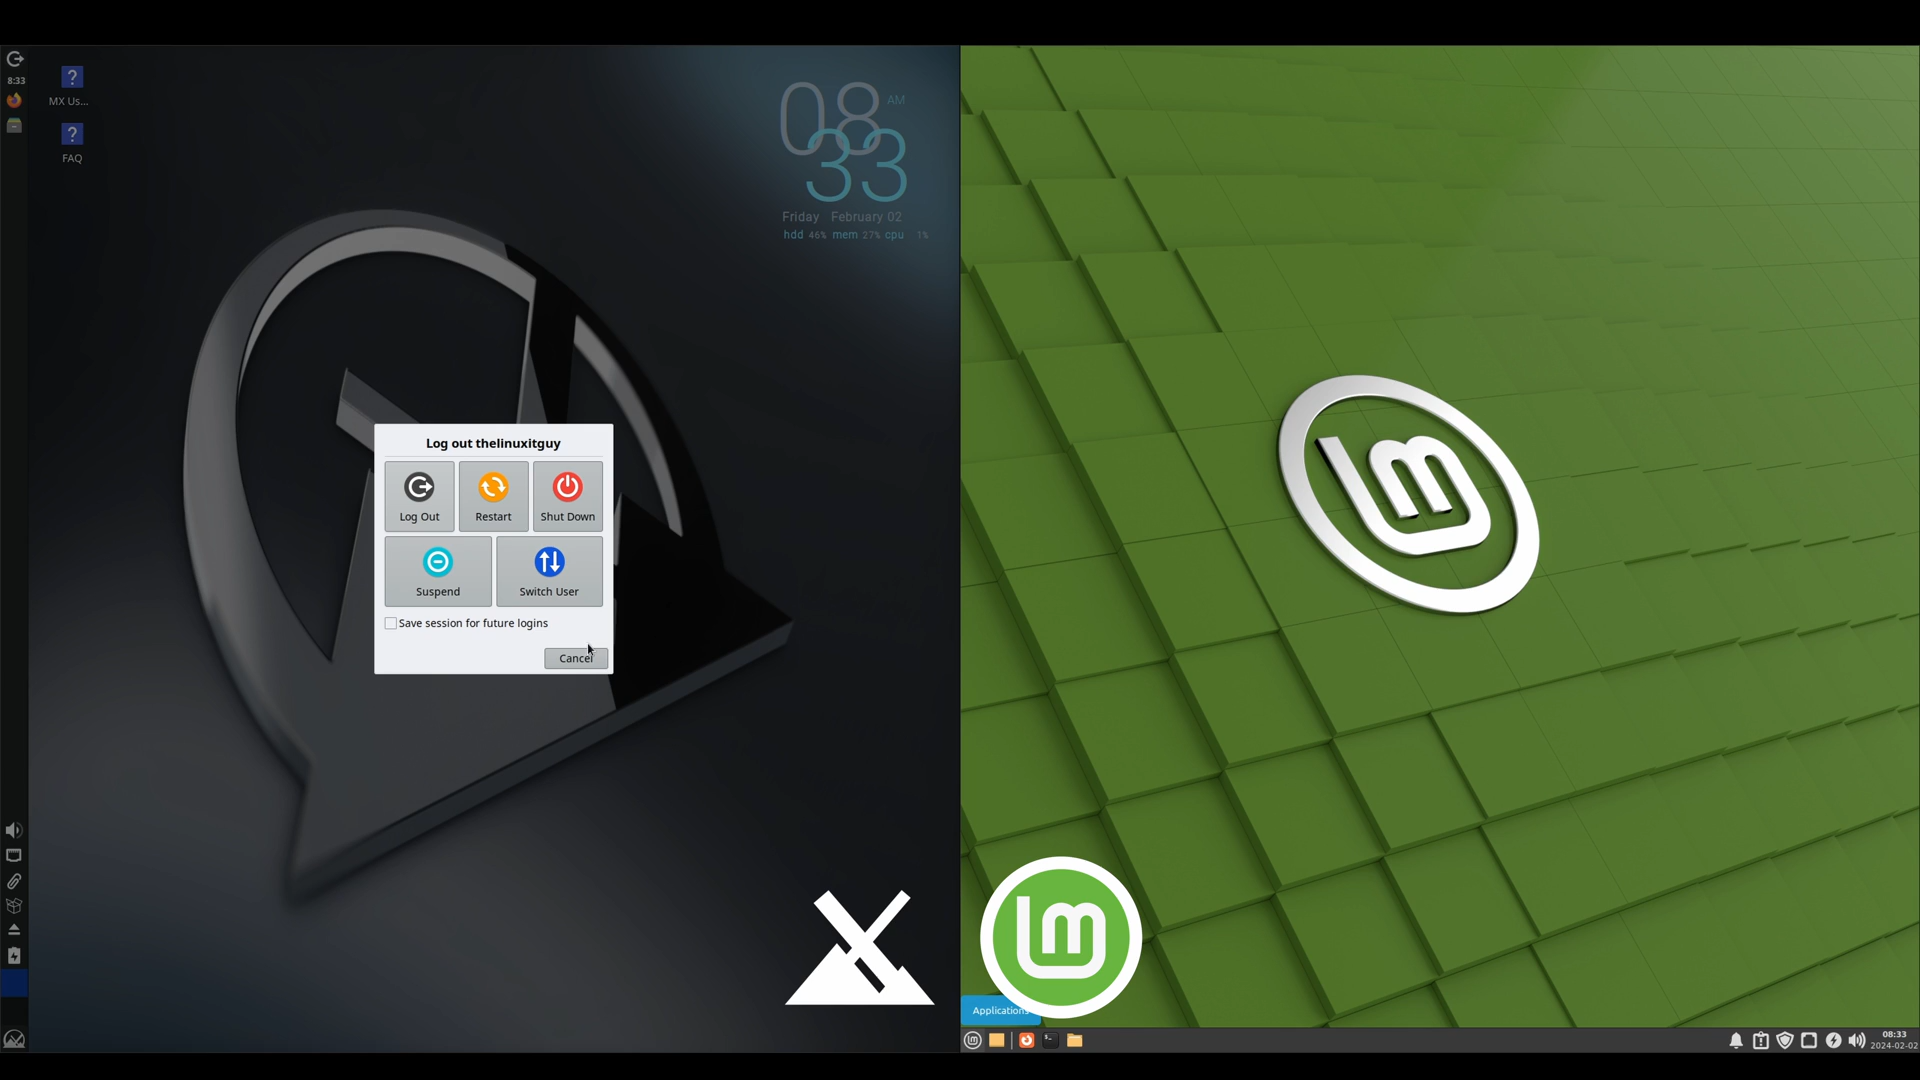 8:33
MX Us...
FAQ
08
AM
33
Friday February 02
hdd 46% mem 27% cpu 1%
Log out thelinuxitguy
Log Out
Restart
Shut Down
Suspend
Switch User
Save session for future logins
Cancel
lm
lm
Applications
08:33
2024-02-02